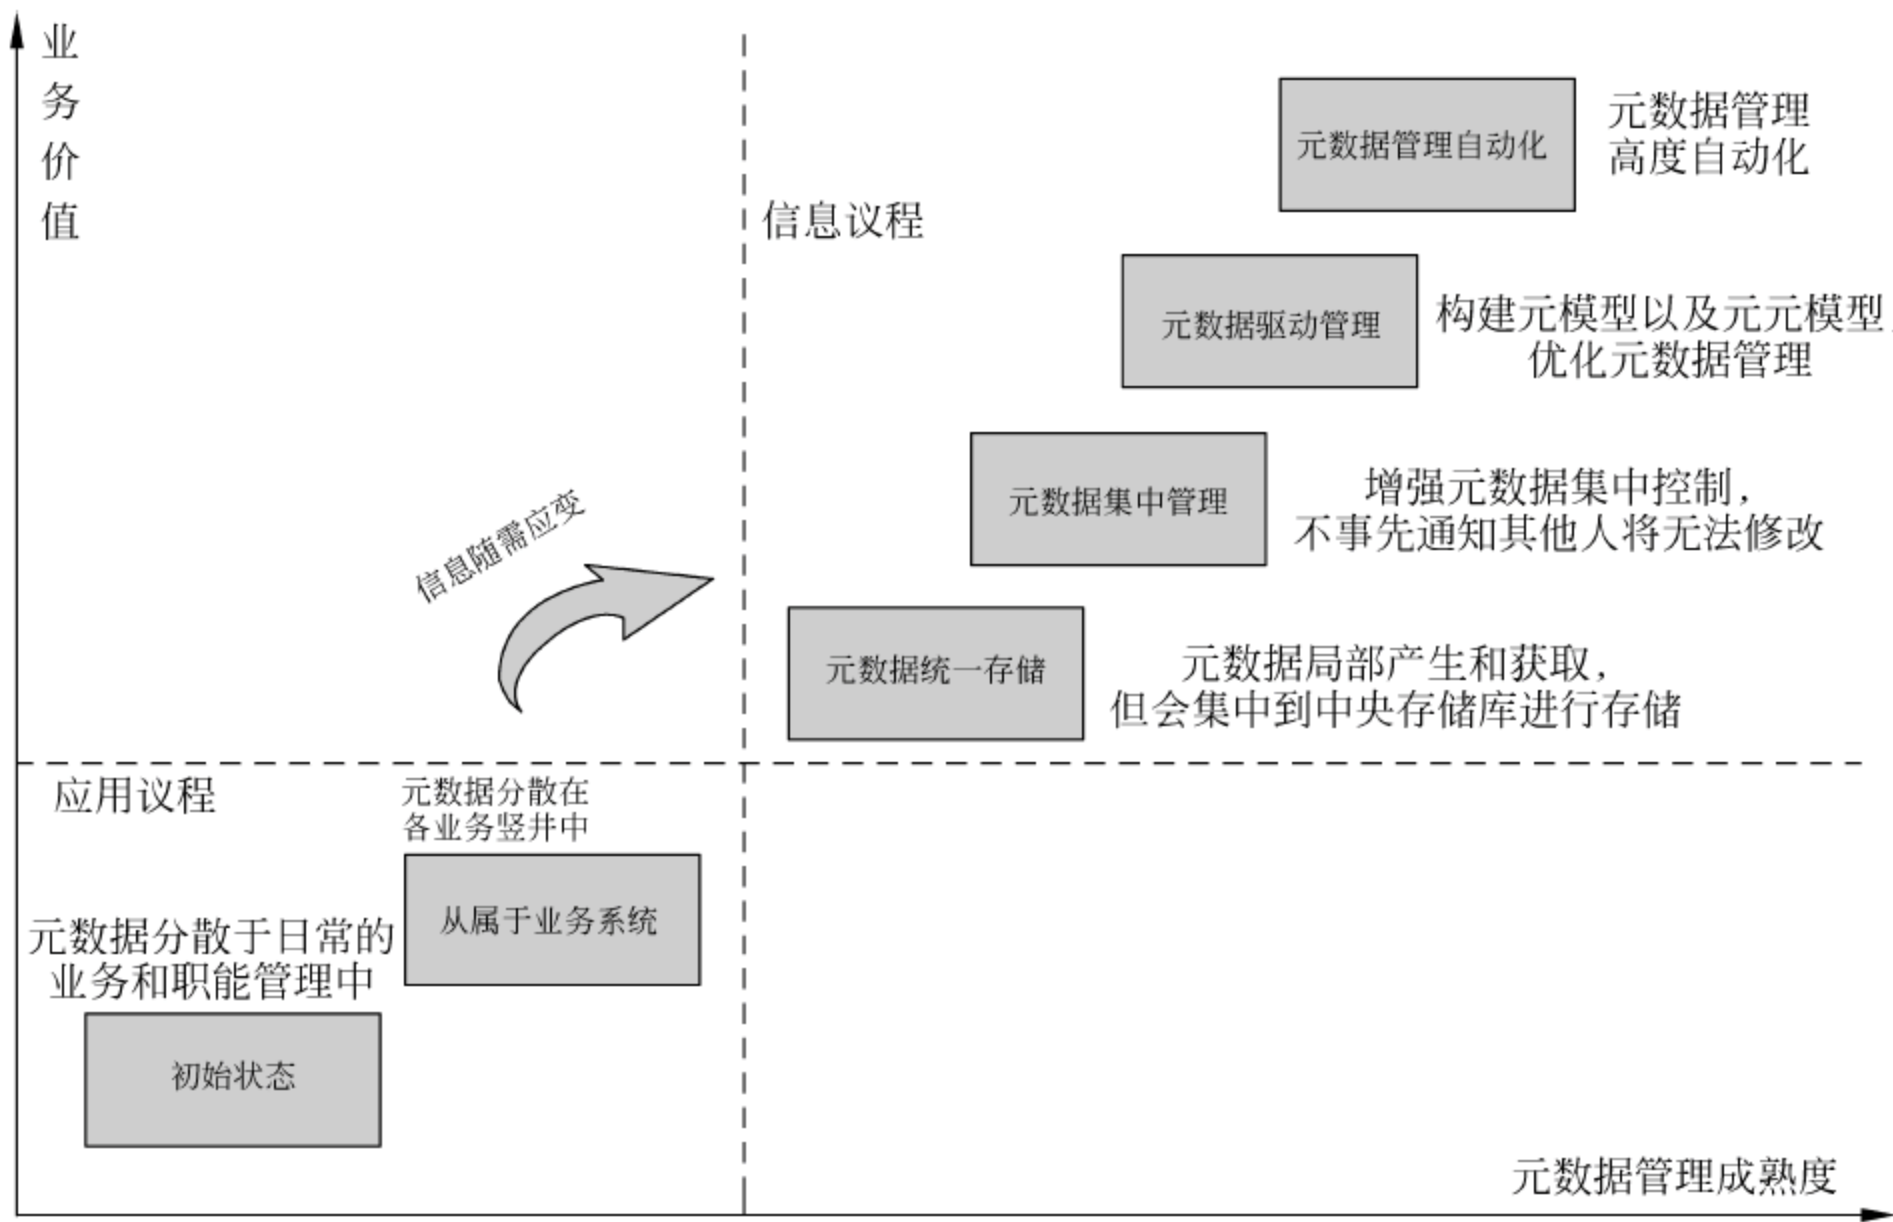 业务价值
元数据管理自动化
元数据管理
高度自动化
信息议程
元数据驱动管理
构建元模型以及元元模型,
优化元数据管理
元数据集中管理
增强元数据集中控制,
不事先通知其他人将无法修改
信息随需应变
元数据统一存储
元数据局部产生和获取,
但会集中到中央存储库进行存储
应用议程
元数据分散在
各业务竖井中
从属于业务系统
元数据分散于日常的
业务和职能管理中
初始状态
元数据管理成熟度